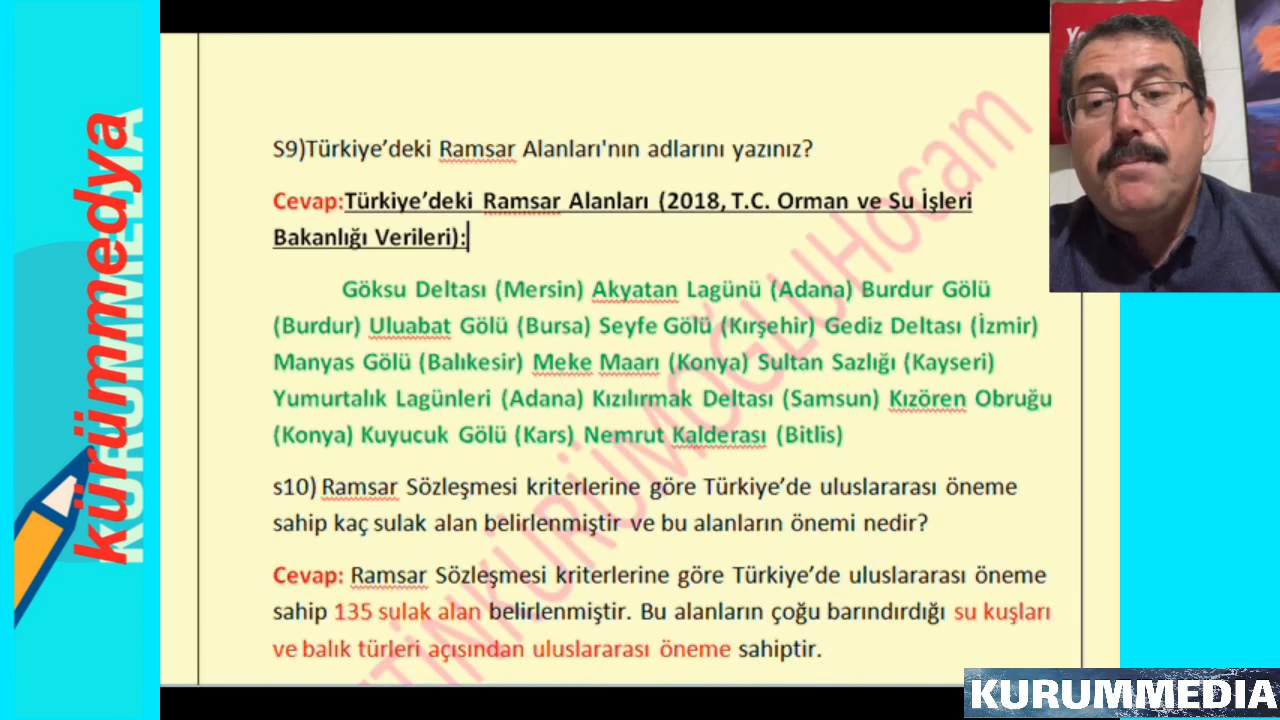 S9)Türkiye’deki Ramsar Alanları'nın adlarını yazınız?
Cevap:Türkiye’deki Ramsar Alanları (2018, T.C. Orman ve Su İşleri
Bakanlığı Verileri):
Göksu Deltası (Mersin) Akyatan Lagünü (Adana) Burdur Gölü
(Burdur) Uluabat Gölü (Bursa) Seyfe Gölü (Kırşehir) Gediz Deltası (İzmir)
Manyas Gölü (Balıkesir) Meke Maarı (Konya) Sultan Sazlığı (Kayseri)
Yumurtalık Lagünleri (Adana) Kızılırmak Deltası (Samsun) Kızören Obruğu
(Konya) Kuyucuk Gölü (Kars) Nemrut Kalderası (Bitlis)
s10) Ramsar Sözleşmesi kriterlerine göre Türkiye’de uluslararası öneme
sahip kaç sulak alan belirlenmiştir ve bu alanların önemi nedir?
Cevap: Ramsar Sözleşmesi kriterlerine göre Türkiye’de uluslararası öneme
sahip 135 sulak alan belirlenmiştir. Bu alanların çoğu barındırdığı su kuşları
ve balık türleri açısından uluslararası öneme sahiptir.
TİNKÜRÜMOĞLUHocam
kürümmedya
KURUMMEDIA
KURUMMEDIA